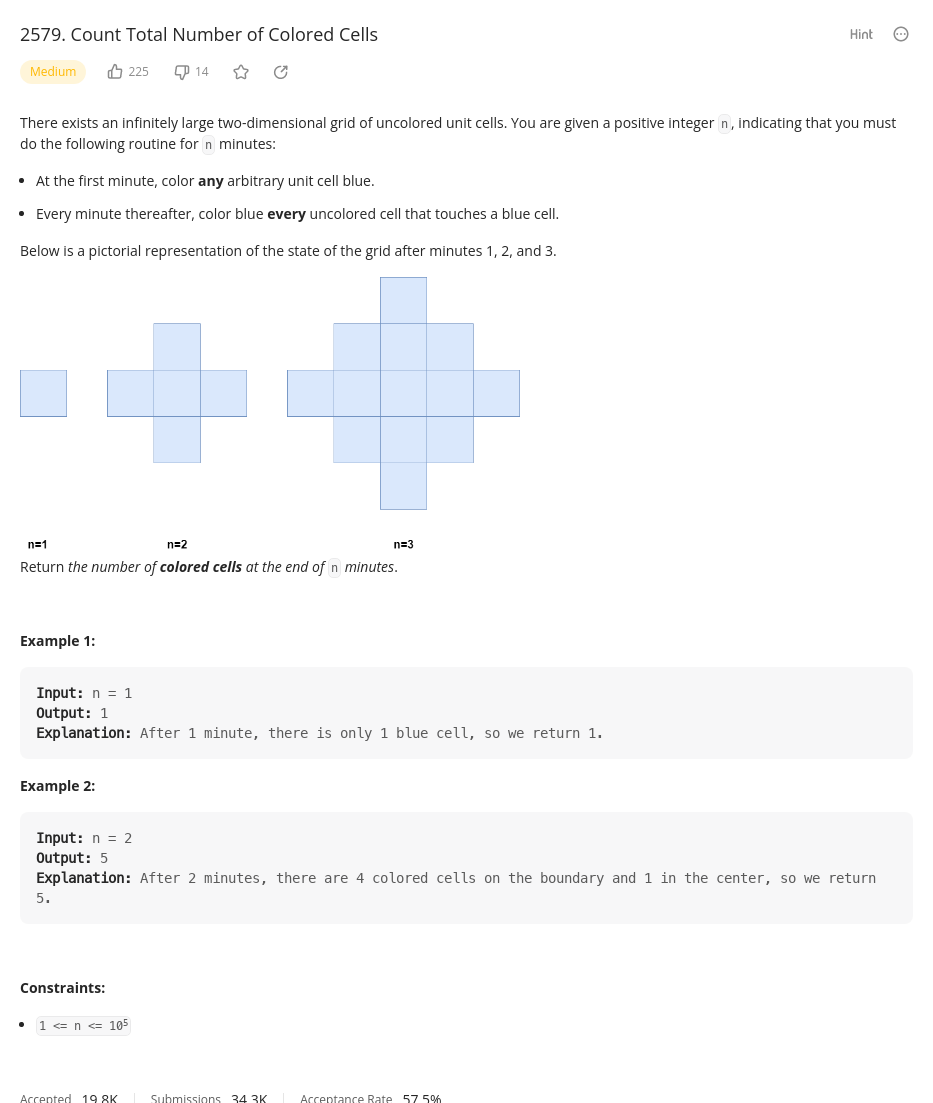 2579. Count Total Number of Colored Cells
Hint
Medium 225 14
There exists an infinitely large two-dimensional grid of uncolored unit cells. You are given a positive integer n, indicating that you must
do the following routine for n minutes:
• At the first minute, color any arbitrary unit cell blue.
• Every minute thereafter, color blue every uncolored cell that touches a blue cell.
Below is a pictorial representation of the state of the grid after minutes 1, 2, and 3.
n=1 n=2 n=3
Return the number of colored cells at the end of n minutes.
Example 1:
Input: n = 1
Output: 1
Explanation: After 1 minute, there is only 1 blue cell, so we return 1.
Example 2:
Input: n = 2
Output: 5
Explanation: After 2 minutes, there are 4 colored cells on the boundary and 1 in the center, so we return
5.
Constraints:
• 1 <= n <= 10⁵
Accepted 19.8K Submissions 34.3K Acceptance Rate 57.5%